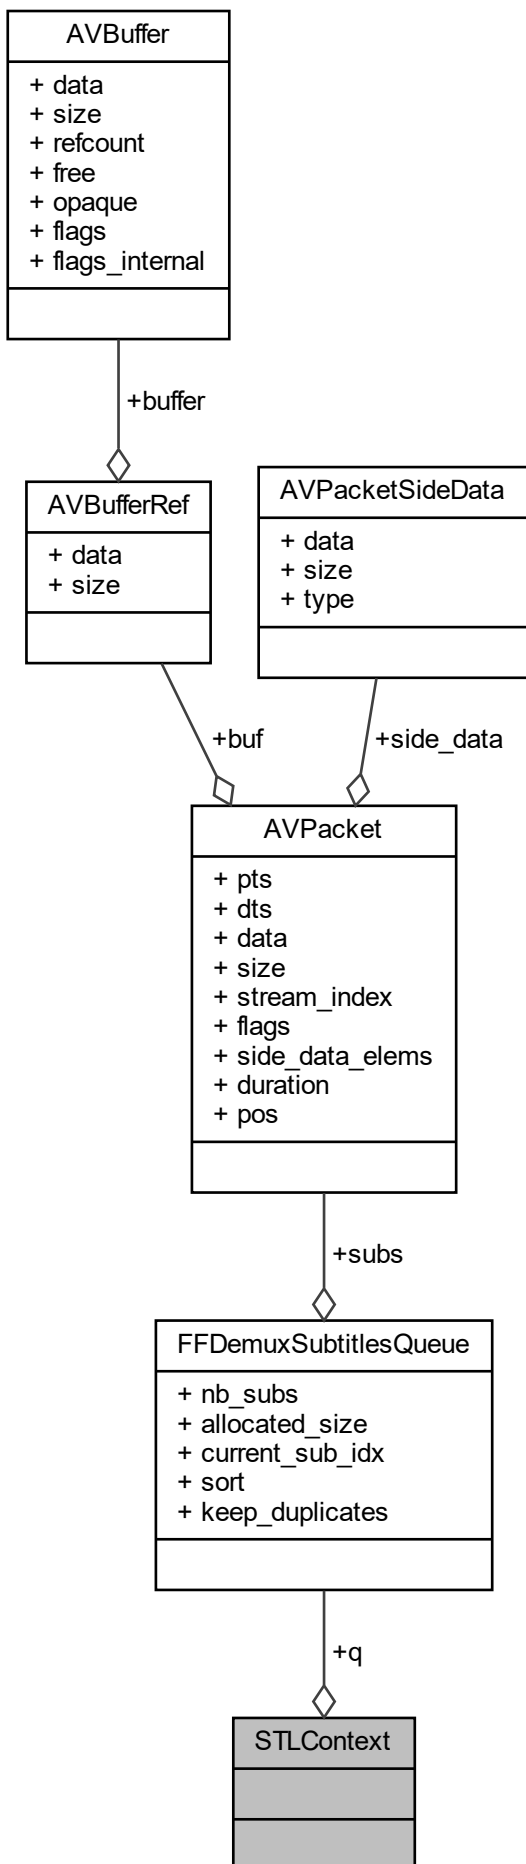 AVBuffer
+ data
+ size
+ refcount
+ free
+ opaque
+ flags
+ flags_internal
+buffer
AVBufferRef
+ data
+ size
AVPacketSideData
+ data
+ size
+ type
+buf
+side_data
AVPacket
+ pts
+ dts
+ data
+ size
+ stream_index
+ flags
+ side_data_elems
+ duration
+ pos
+subs
FFDemuxSubtitlesQueue
+ nb_subs
+ allocated_size
+ current_sub_idx
+ sort
+ keep_duplicates
+q
STLContext